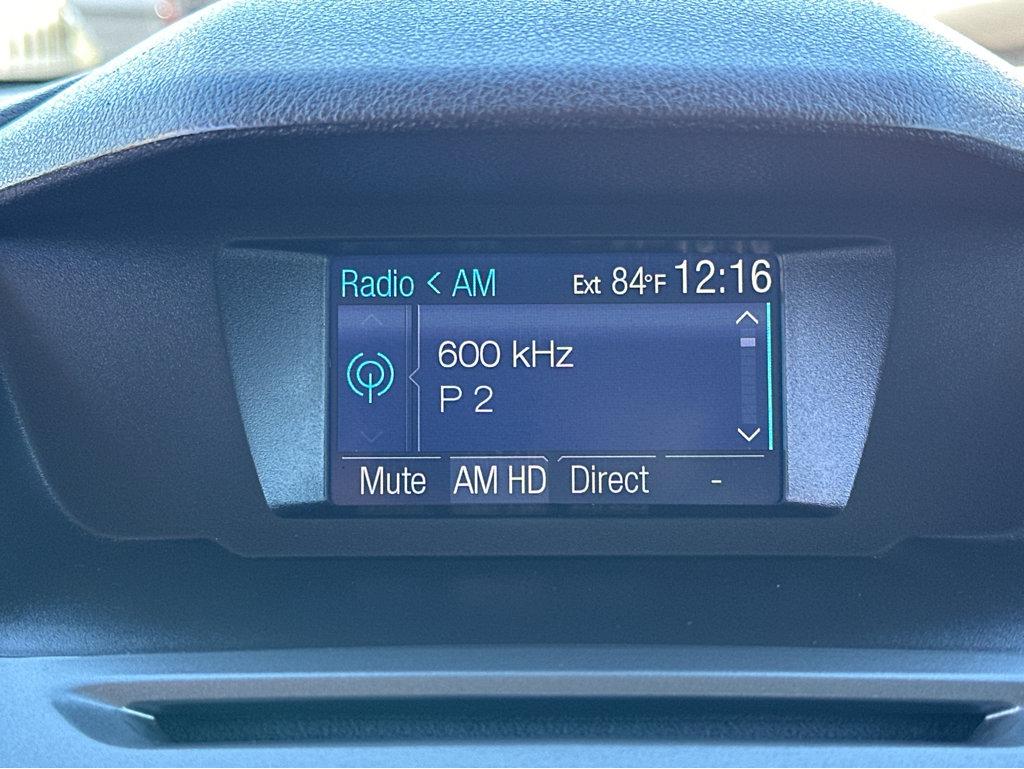 Radio < AM Ext 84°F 12:16
600 kHz
P 2
Mute AM HD Direct -